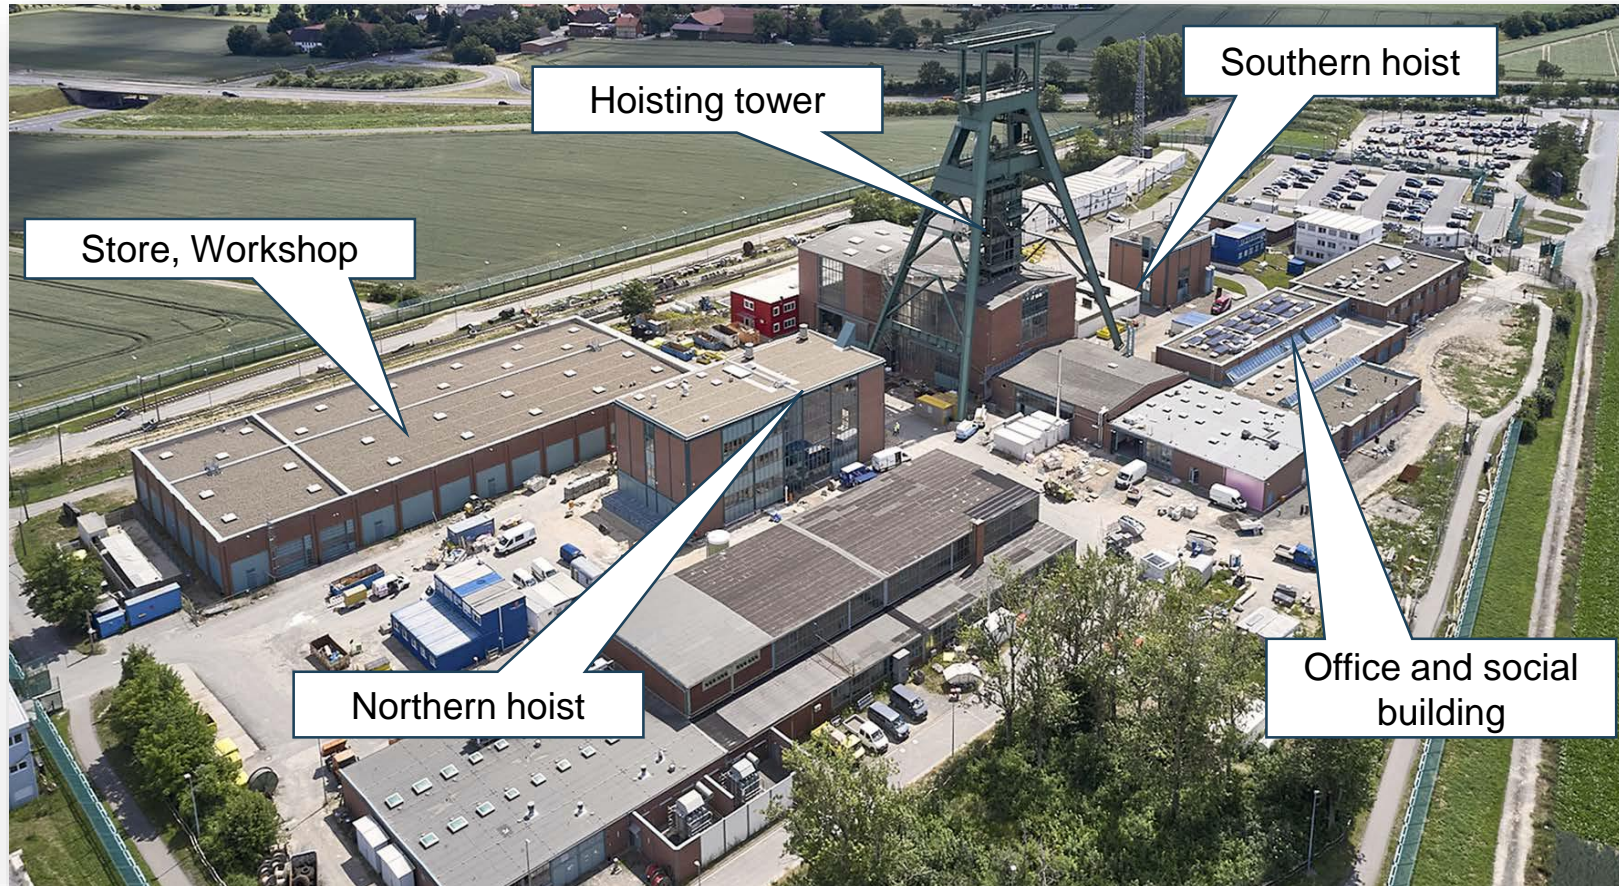 Southern hoist
Hoisting tower
Store, Workshop
Office and social
building
Northern hoist